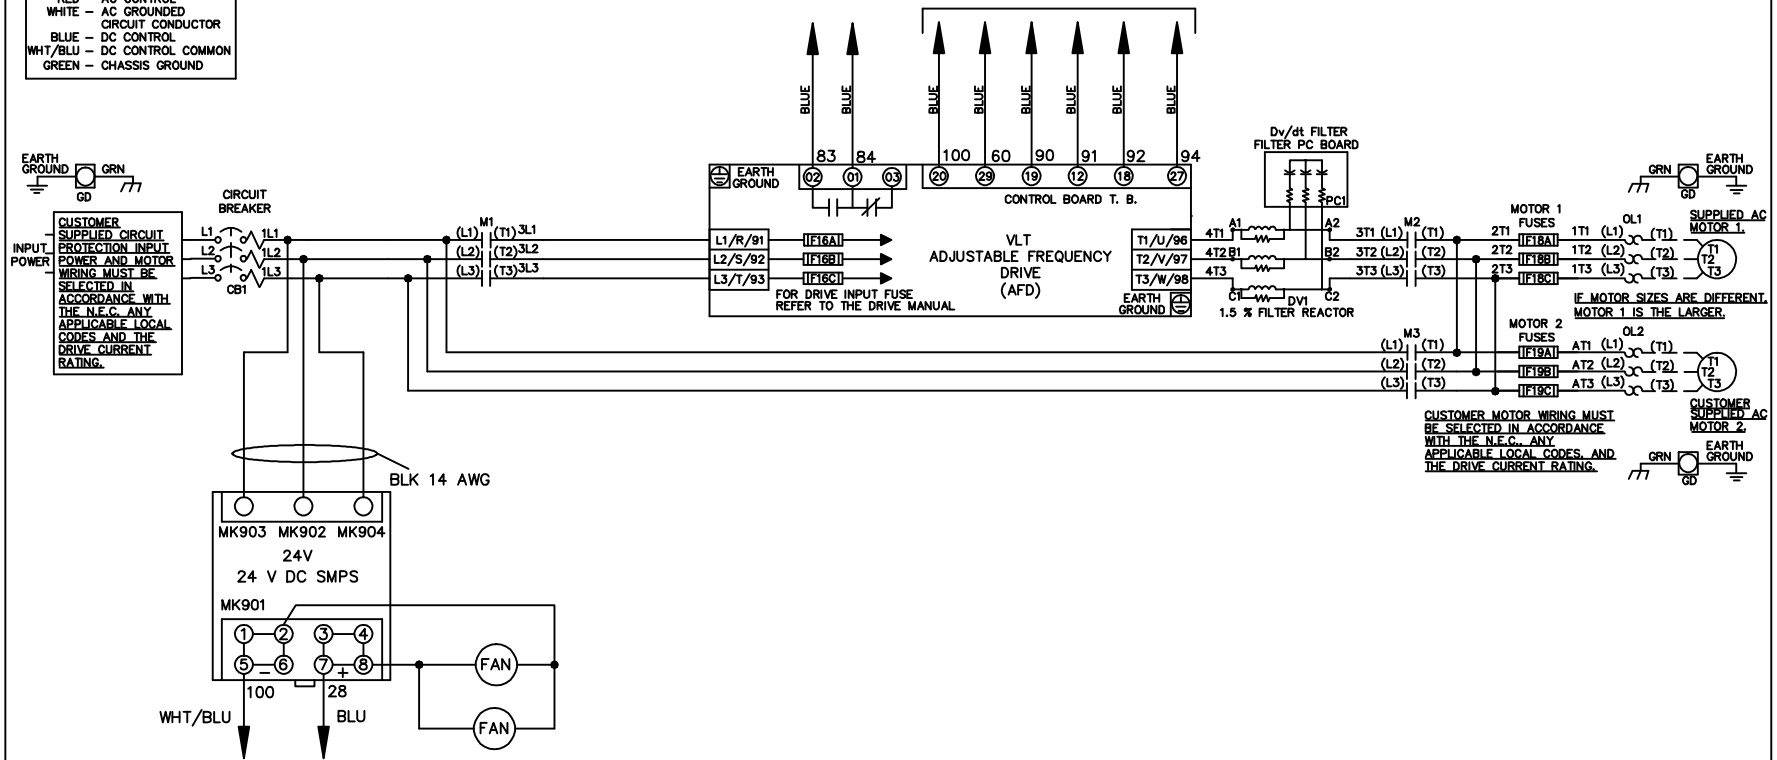 WHITE – AC GROUNDED
CIRCUIT CONDUCTOR
BLUE – DC CONTROL
WHT/BLU – DC CONTROL COMMON
GREEN – CHASSIS GROUND
BLUE
BLUE
BLUE
BLUE
BLUE
BLUE
BLUE
BLUE
83
84
100
60
90
91
92
94
EARTH
GROUND
GRN
GD
CIRCUIT
BREAKER
INPUT
POWER
CUSTOMER
SUPPLIED CIRCUIT
PROTECTION INPUT
POWER AND MOTOR
WIRING MUST BE
SELECTED IN
ACCORDANCE WITH
THE N.E.C. ANY
APPLICABLE LOCAL
CODES AND THE
DRIVE CURRENT
RATING.
L1
1L1
L2
1L2
L3
1L3
CB1
M1
(L1) (T1) 3L1
(L2) (T2) 3L2
(L3) (T3) 3L3
EARTH
GROUND
02
01
03
20
29
19
12
18
27
CONTROL BOARD T. B.
L1/R/91
F16A
L2/S/92
F16B
L3/T/93
F16C
FOR DRIVE INPUT FUSE
REFER TO THE DRIVE MANUAL
VLT
ADJUSTABLE FREQUENCY
DRIVE
(AFD)
T1/U/96
T2/V/97
T3/W/98
EARTH
GROUND
Dv/dt FILTER
FILTER PC BOARD
PC1
4T1
A1
A2
4T2
B1
B2
4T3
C1
C2
DV1
1.5 % FILTER REACTOR
M2
3T1 (L1) (T1)
3T2 (L2) (T2)
3T3 (L3) (T3)
MOTOR 1
FUSES
2T1
F18A
1T1 (L1)
2T2
F18B
1T2 (L2)
2T3
F18C
1T3 (L3)
OL1
(T1)
(T2)
(T3)
GRN
EARTH
GROUND
GD
SUPPLIED AC
MOTOR 1.
T1
T2
T3
IF MOTOR SIZES ARE DIFFERENT,
MOTOR 1 IS THE LARGER.
M3
(L1) (T1)
(L2) (T2)
(L3) (T3)
MOTOR 2
FUSES
F19A
AT1 (L1)
F19B
AT2 (L2)
F19C
AT3 (L3)
OL2
(T1)
(T2)
(T3)
T1
T2
T3
CUSTOMER
SUPPLIED AC
MOTOR 2.
CUSTOMER MOTOR WIRING MUST
BE SELECTED IN ACCORDANCE
WITH THE N.E.C., ANY
APPLICABLE LOCAL CODES, AND
THE DRIVE CURRENT RATING.
GRN
EARTH
GROUND
GD
BLK 14 AWG
MK903 MK902 MK904
24V
24 V DC SMPS
MK901
1
2
3
4
5
6
7
8
–
+
100
28
WHT/BLU
BLU
FAN
FAN